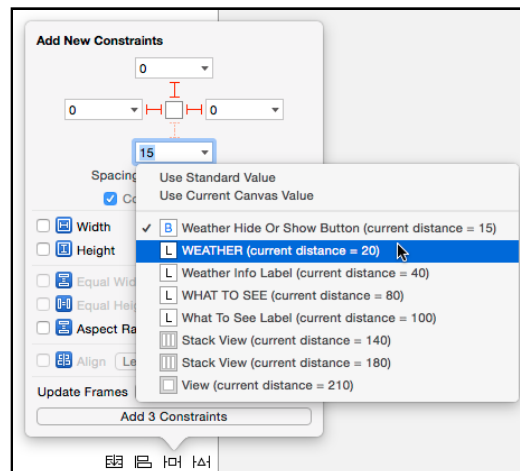 Add New Constraints
0
0
0
15
Spacing
Use Standard Value
Use Current Canvas Value
Co
Width
✓ B Weather Hide Or Show Button (current distance = 15)
Height
L WEATHER (current distance = 20)
L Weather Info Label (current distance = 40)
Equal Wid
L WHAT TO SEE (current distance = 80)
Equal Heig
L What To See Label (current distance = 100)
Aspect Ra
Stack View (current distance = 140)
Align Le
Stack View (current distance = 180)
Update Frames
View (current distance = 210)
Add 3 Constraints